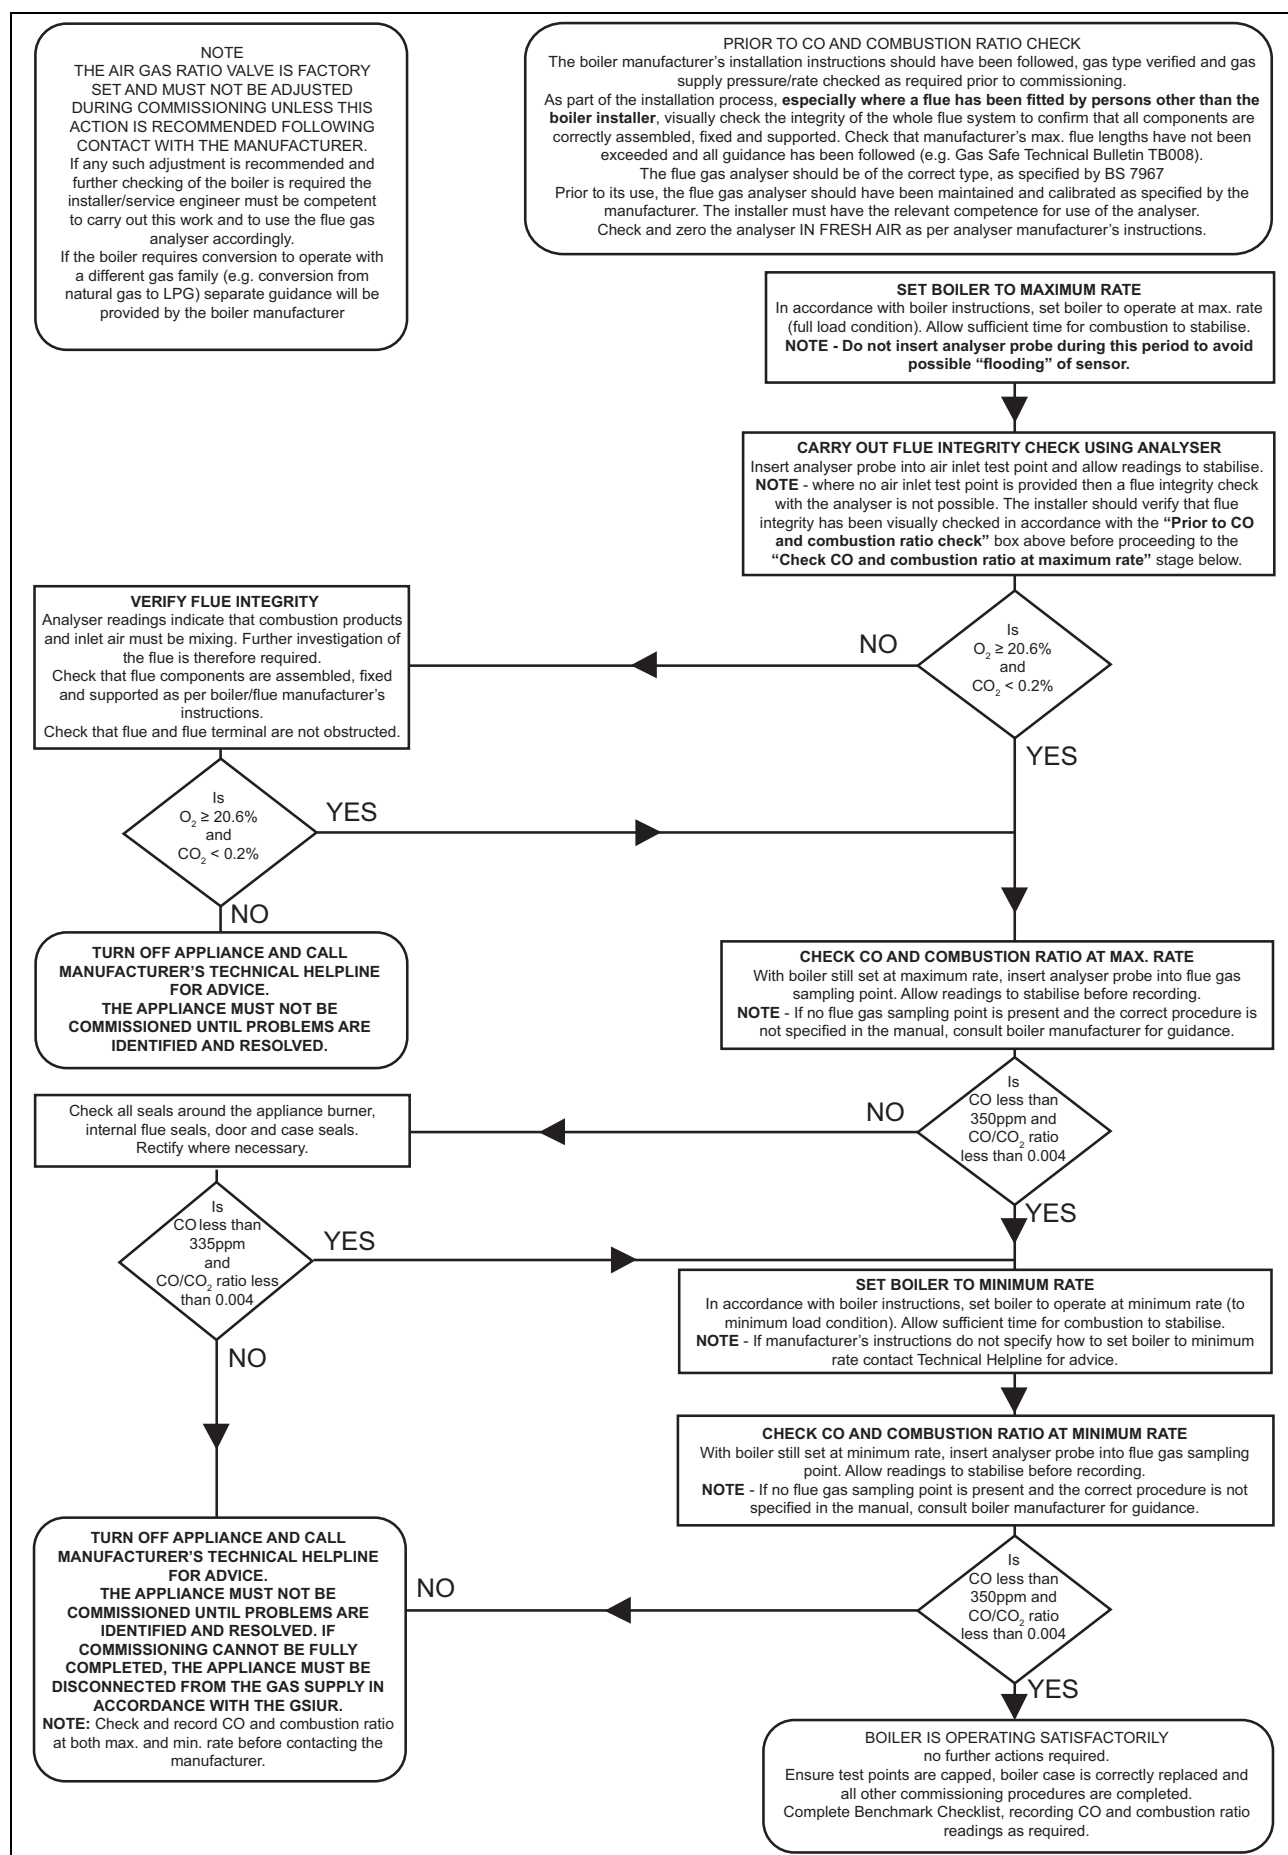 NOTE
THE AIR GAS RATIO VALVE IS FACTORY
SET AND MUST NOT BE ADJUSTED
DURING COMMISSIONING UNLESS THIS
ACTION IS RECOMMENDED FOLLOWING
CONTACT WITH THE MANUFACTURER.
If any such adjustment is recommended and
further checking of the boiler is required the
installer/service engineer must be competent
to carry out this work and to use the flue gas
analyser accordingly.
If the boiler requires conversion to operate with
a different gas family (e.g. conversion from
natural gas to LPG) separate guidance will be
provided by the boiler manufacturer
PRIOR TO CO AND COMBUSTION RATIO CHECK
The boiler manufacturer's installation instructions should have been followed, gas type verified and gas
supply pressure/rate checked as required prior to commissioning.
As part of the installation process, especially where a flue has been fitted by persons other than the
boiler installer, visually check the integrity of the whole flue system to confirm that all components are
correctly assembled, fixed and supported. Check that manufacturer's max. flue lengths have not been
exceeded and all guidance has been followed (e.g. Gas Safe Technical Bulletin TB008).
The flue gas analyser should be of the correct type, as specified by BS 7967
Prior to its use, the flue gas analyser should have been maintained and calibrated as specified by the
manufacturer. The installer must have the relevant competence for use of the analyser.
Check and zero the analyser IN FRESH AIR as per analyser manufacturer's instructions.
SET BOILER TO MAXIMUM RATE
In accordance with boiler instructions, set boiler to operate at max. rate
(full load condition). Allow sufficient time for combustion to stabilise.
NOTE - Do not insert analyser probe during this period to avoid
possible “flooding” of sensor.
CARRY OUT FLUE INTEGRITY CHECK USING ANALYSER
Insert analyser probe into air inlet test point and allow readings to stabilise.
NOTE - where no air inlet test point is provided then a flue integrity check
with the analyser is not possible. The installer should verify that flue
integrity has been visually checked in accordance with the “Prior to CO
and combustion ratio check” box above before proceeding to the
“Check CO and combustion ratio at maximum rate” stage below.
Is
O₂ ≥ 20.6%
and
CO₂ < 0.2%
NO
YES
VERIFY FLUE INTEGRITY
Analyser readings indicate that combustion products
and inlet air must be mixing. Further investigation of
the flue is therefore required.
Check that flue components are assembled, fixed
and supported as per boiler/flue manufacturer's
instructions.
Check that flue and flue terminal are not obstructed.
Is
O₂ ≥ 20.6%
and
CO₂ < 0.2%
YES
NO
TURN OFF APPLIANCE AND CALL
MANUFACTURER'S TECHNICAL HELPLINE
FOR ADVICE.
THE APPLIANCE MUST NOT BE
COMMISSIONED UNTIL PROBLEMS ARE
IDENTIFIED AND RESOLVED.
CHECK CO AND COMBUSTION RATIO AT MAX. RATE
With boiler still set at maximum rate, insert analyser probe into flue gas
sampling point. Allow readings to stabilise before recording.
NOTE - If no flue gas sampling point is present and the correct procedure is
not specified in the manual, consult boiler manufacturer for guidance.
Is
CO less than
350ppm and
CO/CO₂ ratio
less than 0.004
NO
YES
Check all seals around the appliance burner,
internal flue seals, door and case seals.
Rectify where necessary.
Is
CO less than
335ppm
and
CO/CO₂ ratio less
than 0.004
YES
NO
SET BOILER TO MINIMUM RATE
In accordance with boiler instructions, set boiler to operate at minimum rate (to
minimum load condition). Allow sufficient time for combustion to stabilise.
NOTE - If manufacturer's instructions do not specify how to set boiler to minimum
rate contact Technical Helpline for advice.
CHECK CO AND COMBUSTION RATIO AT MINIMUM RATE
With boiler still set at minimum rate, insert analyser probe into flue gas sampling
point. Allow readings to stabilise before recording.
NOTE - If no flue gas sampling point is present and the correct procedure is not
specified in the manual, consult boiler manufacturer for guidance.
Is
CO less than
350ppm and
CO/CO₂ ratio
less than 0.004
NO
YES
TURN OFF APPLIANCE AND CALL
MANUFACTURER'S TECHNICAL HELPLINE
FOR ADVICE.
THE APPLIANCE MUST NOT BE
COMMISSIONED UNTIL PROBLEMS ARE
IDENTIFIED AND RESOLVED. IF
COMMISSIONING CANNOT BE FULLY
COMPLETED, THE APPLIANCE MUST BE
DISCONNECTED FROM THE GAS SUPPLY IN
ACCORDANCE WITH THE GSIUR.
NOTE: Check and record CO and combustion ratio
at both max. and min. rate before contacting the
manufacturer.
BOILER IS OPERATING SATISFACTORILY
no further actions required.
Ensure test points are capped, boiler case is correctly replaced and
all other commissioning procedures are completed.
Complete Benchmark Checklist, recording CO and combustion ratio
readings as required.